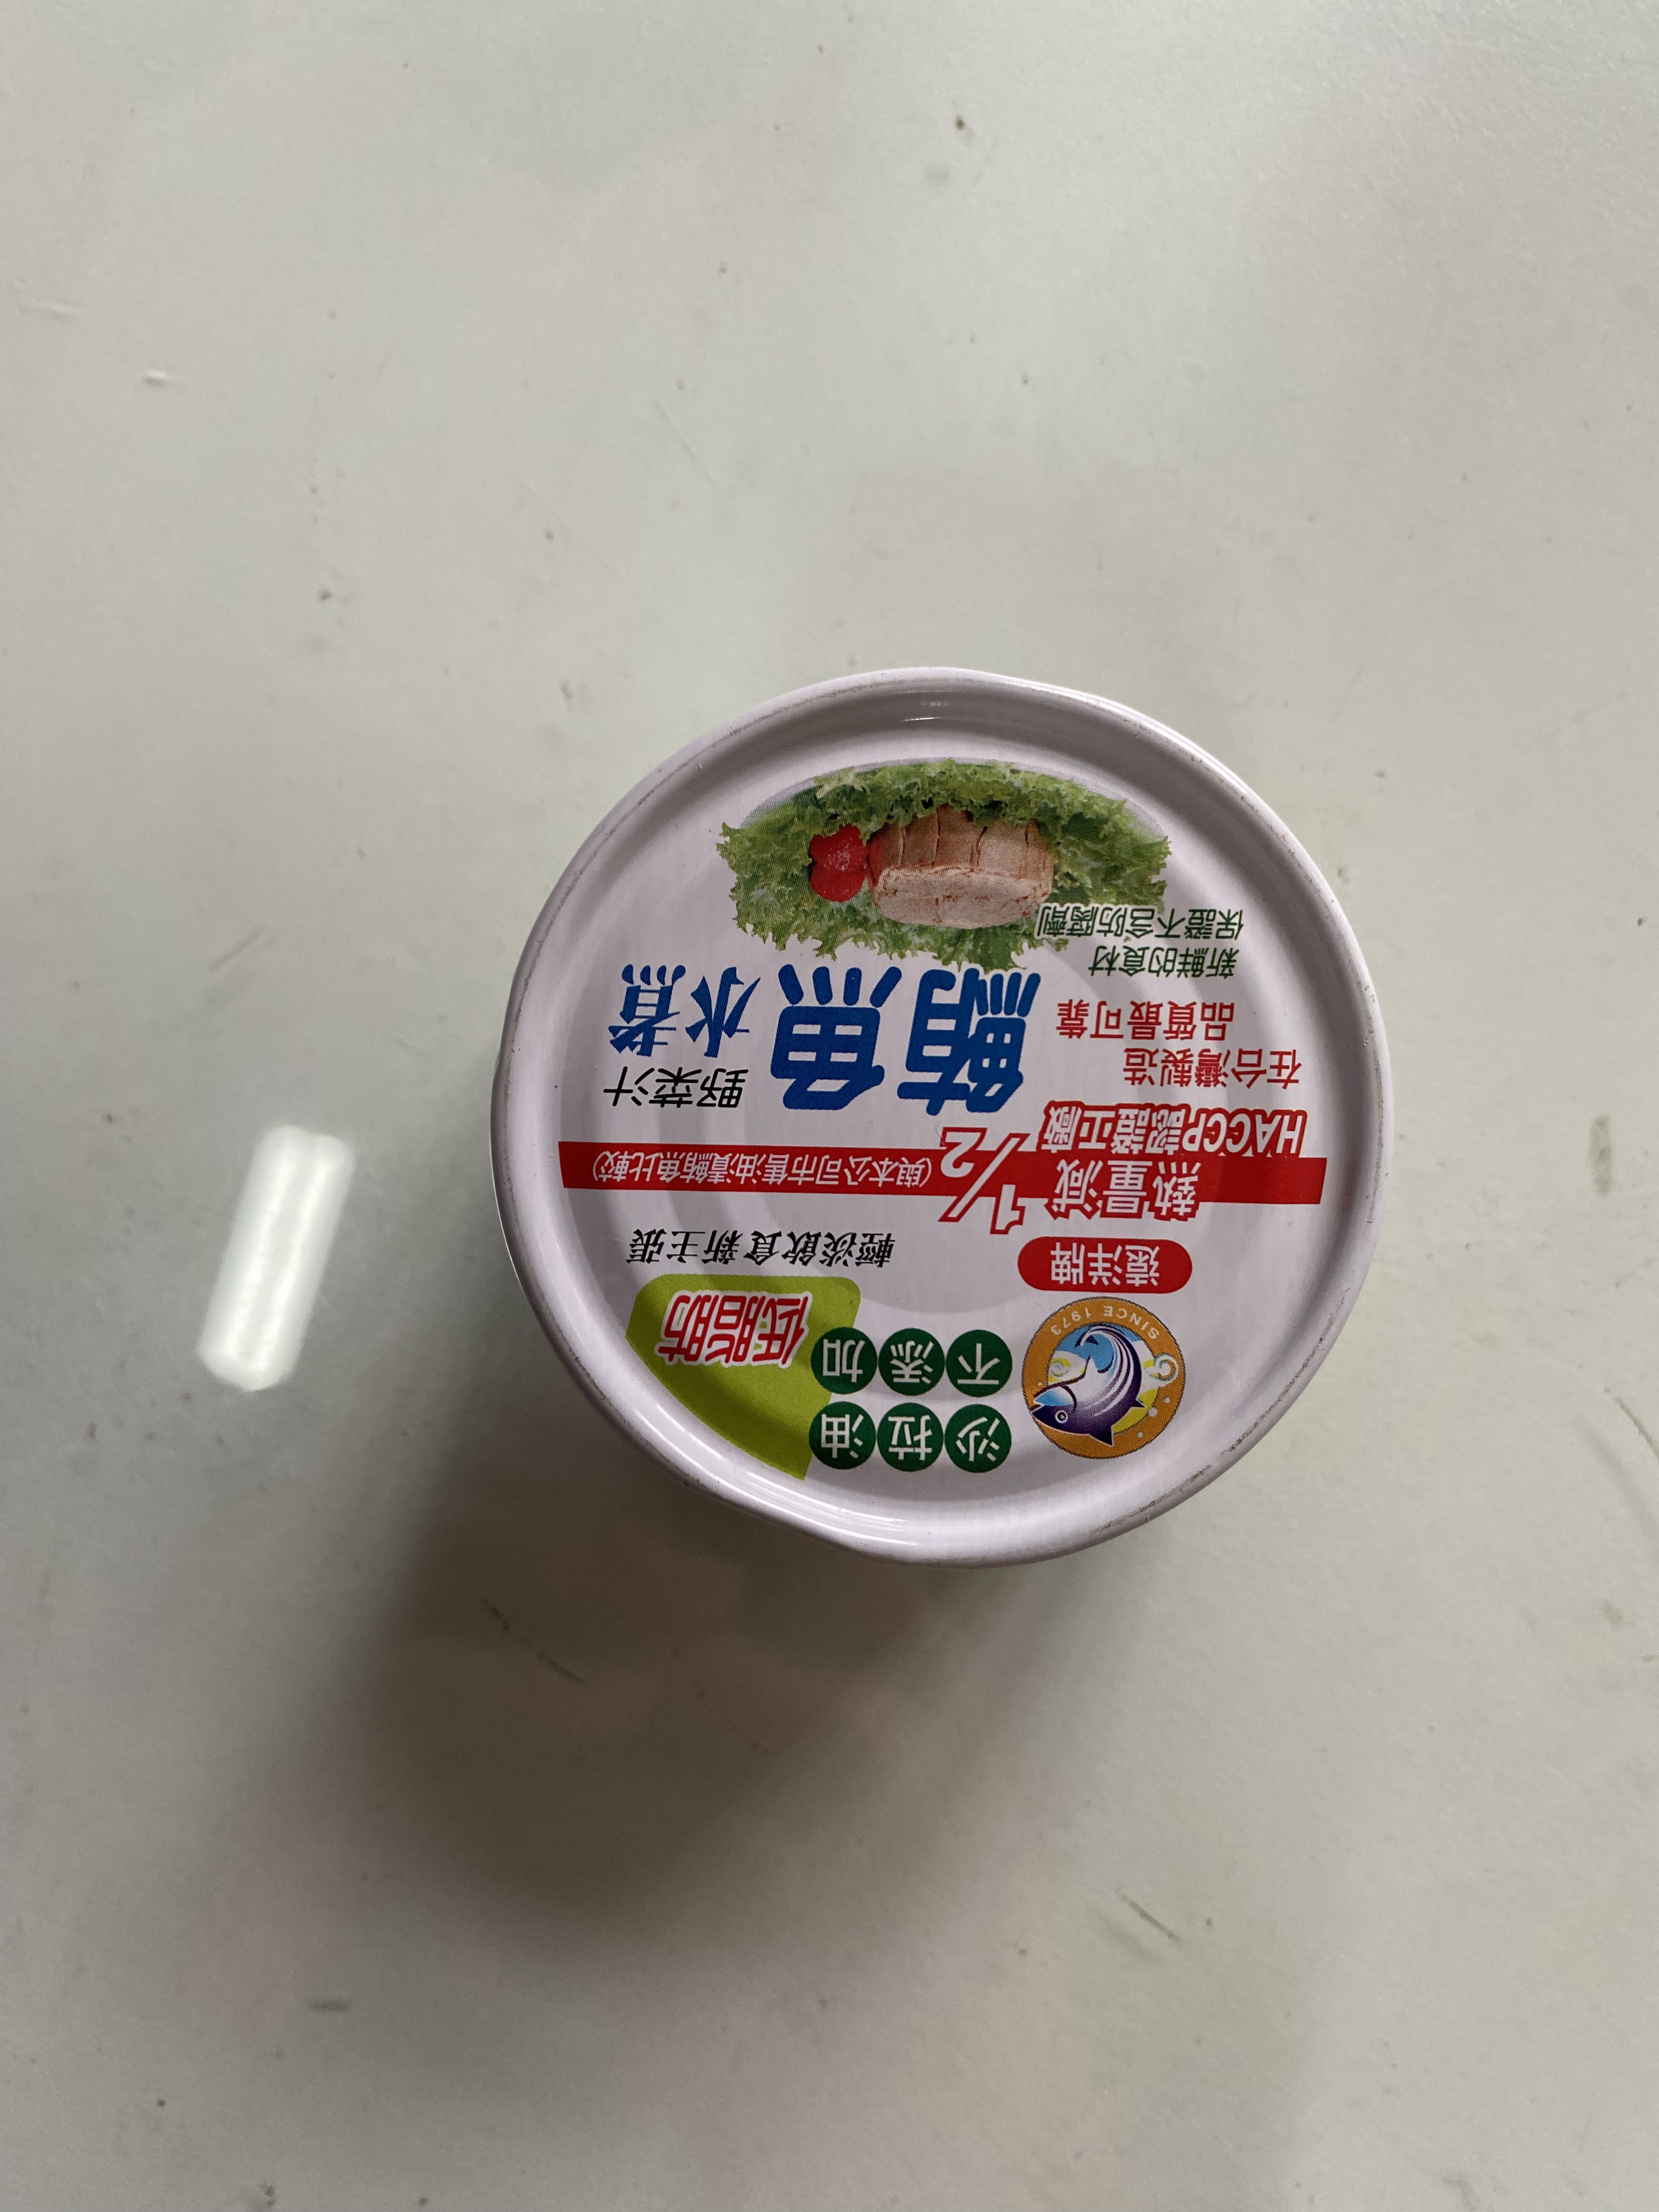 不添加
沙拉油
低脂肪
SINCE 1973
遠洋牌
輕淡飲食新主張
熱量減1/2(與本公司市售油漬鮪魚比較)
HACCP認證工廠
在台灣製造
品質最可靠
新鮮的食材
保證不含防腐劑
鮪魚
野菜汁
水煮